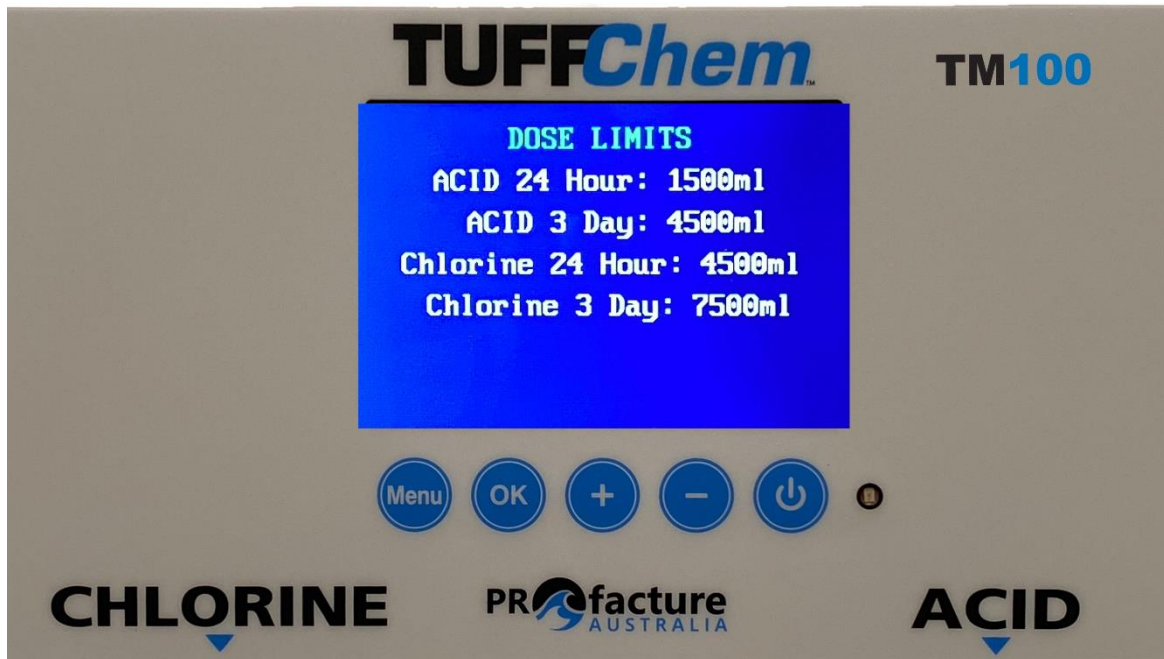 TUFFChem™
TM100
DOSE LIMITS
ACID 24 Hour: 1500ml
ACID 3 Day: 4500ml
Chlorine 24 Hour: 4500ml
Chlorine 3 Day: 7500ml
Menu OK + −
CHLORINE
PROfacture
AUSTRALIA
ACID